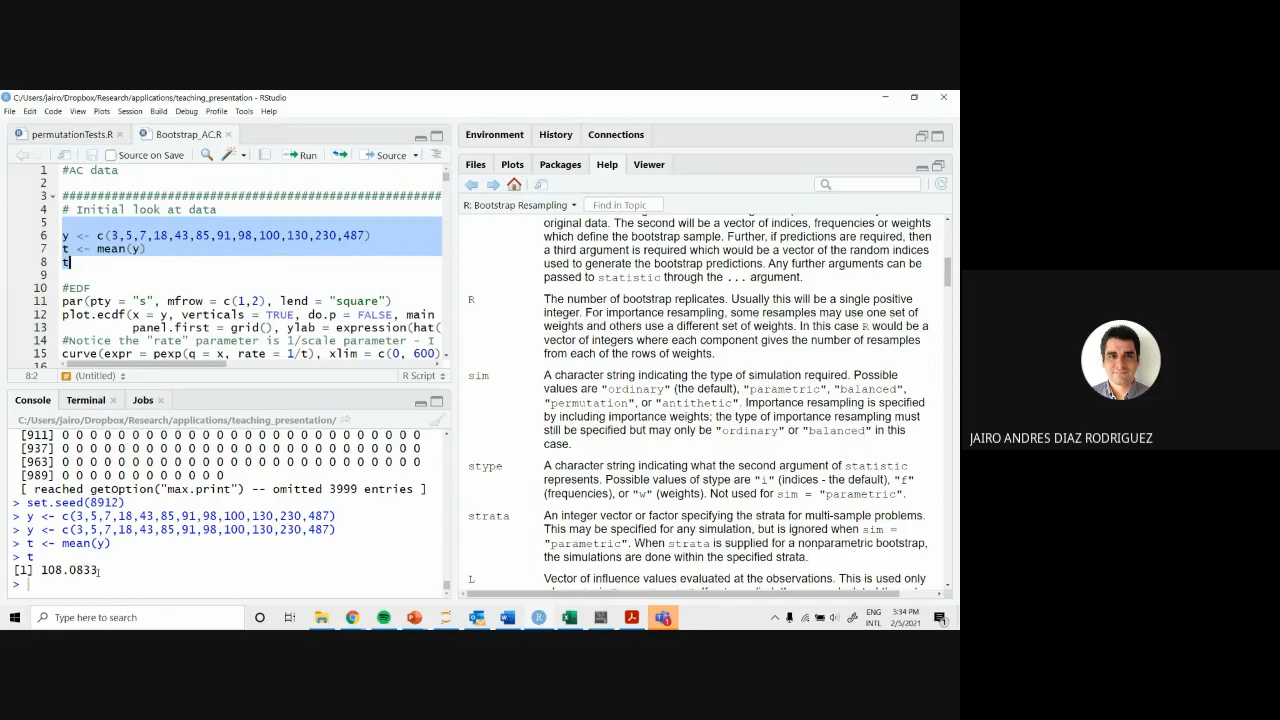 C:/Users/jairo/Dropbox/Research/applications/teaching_presentation - RStudio
File Edit Code View Plots Session Build Debug Profile Tools Help
permutationTests.R
Bootstrap_AC.R
Source on Save
Run
Source
1 #AC data
2
3 ##########################################################
4 # Initial look at data
5
6 y <- c(3,5,7,18,43,85,91,98,100,130,230,487)
7 t <- mean(y)
8 t
9
10 #EDF
11 par(pty = "s", mfrow = c(1,2), lend = "square")
12 plot.ecdf(x = y, verticals = TRUE, do.p = FALSE, main
13 panel.first = grid(), ylab = expression(hat(
14 #Notice the "rate" parameter is 1/scale parameter - I
15 curve(expr = pexp(q = x, rate = 1/t), xlim = c(0, 600)
16
8:2 # (Untitled) R Script
Console Terminal Jobs
C:/Users/jairo/Dropbox/Research/applications/teaching_presentation/
[911] 0 0 0 0 0 0 0 0 0 0 0 0 0 0 0 0 0 0 0 0 0 0 0 0 0 0
[937] 0 0 0 0 0 0 0 0 0 0 0 0 0 0 0 0 0 0 0 0 0 0 0 0 0 0
[963] 0 0 0 0 0 0 0 0 0 0 0 0 0 0 0 0 0 0 0 0 0 0 0 0 0 0
[989] 0 0 0 0 0 0 0 0 0 0 0 0
[ reached getOption("max.print") -- omitted 3999 entries ]
> set.seed(8912)
> y <- c(3,5,7,18,43,85,91,98,100,130,230,487)
> y <- c(3,5,7,18,43,85,91,98,100,130,230,487)
> t <- mean(y)
> t
[1] 108.0833
>
Environment History Connections
Files Plots Packages Help Viewer
R: Bootstrap Resampling
Find in Topic
original data. The second will be a vector of indices, frequencies or weights
which define the bootstrap sample. Further, if predictions are required, then
a third argument is required which would be a vector of the random indices
used to generate the bootstrap predictions. Any further arguments can be
passed to statistic through the ... argument.
R The number of bootstrap replicates. Usually this will be a single positive
integer. For importance resampling, some resamples may use one set of
weights and others use a different set of weights. In this case R would be a
vector of integers where each component gives the number of resamples
from each of the rows of weights.
sim A character string indicating the type of simulation required. Possible
values are "ordinary" (the default), "parametric", "balanced",
"permutation", or "antithetic". Importance resampling is specified
by including importance weights; the type of importance resampling must
still be specified but may only be "ordinary" or "balanced" in this
case.
stype A character string indicating what the second argument of statistic
represents. Possible values of stype are "i" (indices - the default), "f"
(frequencies), or "w" (weights). Not used for sim = "parametric".
strata An integer vector or factor specifying the strata for multi-sample problems.
This may be specified for any simulation, but is ignored when sim =
"parametric". When strata is supplied for a nonparametric bootstrap,
the simulations are done within the specified strata.
L Vector of influence values evaluated at the observations. This is used only
Type here to search
ENG
INTL
5:34 PM
2/5/2021
JAIRO ANDRES DIAZ RODRIGUEZ